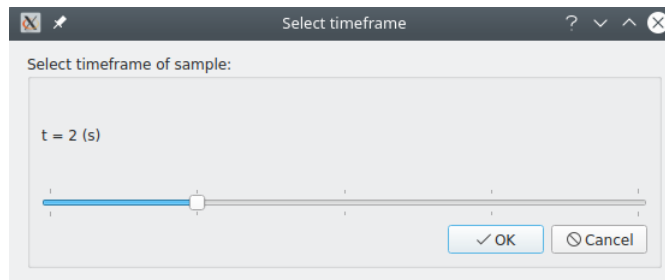 Select timeframe
Select timeframe of sample:
t = 2 (s)
OK
Cancel